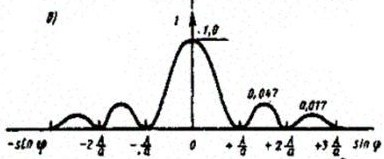 б) I 1,0
0,047 0,017
-sin φ -2 λ/a - λ/a 0 + λ/a + 2 λ/a +3 λ/a sin φ